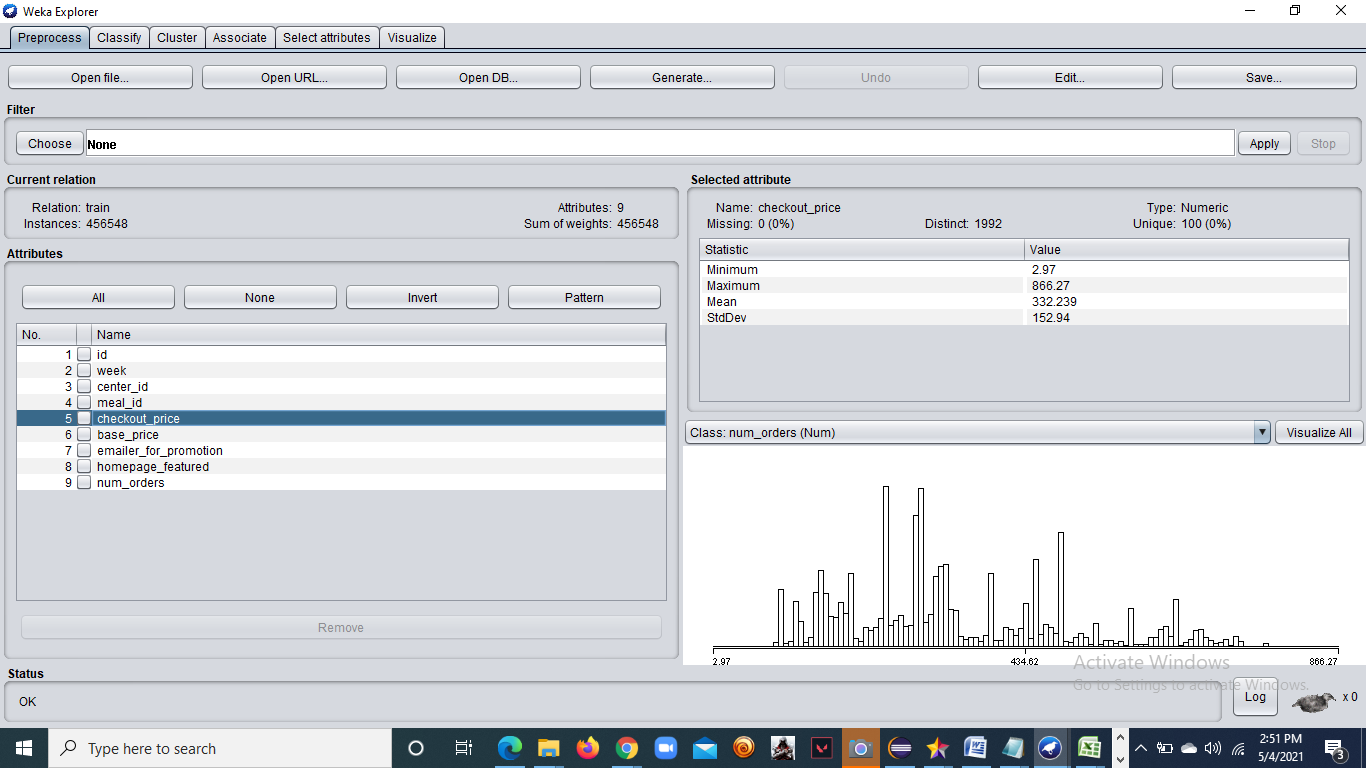 Weka Explorer
Preprocess Classify Cluster Associate Select attributes Visualize
Open file... Open URL... Open DB... Generate... Undo Edit... Save...
Filter
Choose None Apply Stop
Current relation
Relation: train Attributes: 9
Instances: 456548 Sum of weights: 456548
Attributes
All None Invert Pattern
No. Name
1 id
2 week
3 center_id
4 meal_id
5 checkout_price
6 base_price
7 emailer_for_promotion
8 homepage_featured
9 num_orders
Remove
Selected attribute
Name: checkout_price Type: Numeric
Missing: 0 (0%) Distinct: 1992 Unique: 100 (0%)
Statistic Value
Minimum 2.97
Maximum 866.27
Mean 332.239
StdDev 152.94
Class: num_orders (Num) Visualize All
2.97 434.62 866.27
Activate Windows
Go to Settings to activate Windows.
Status
OK
Log x 0
Type here to search
2:51 PM
5/4/2021
3